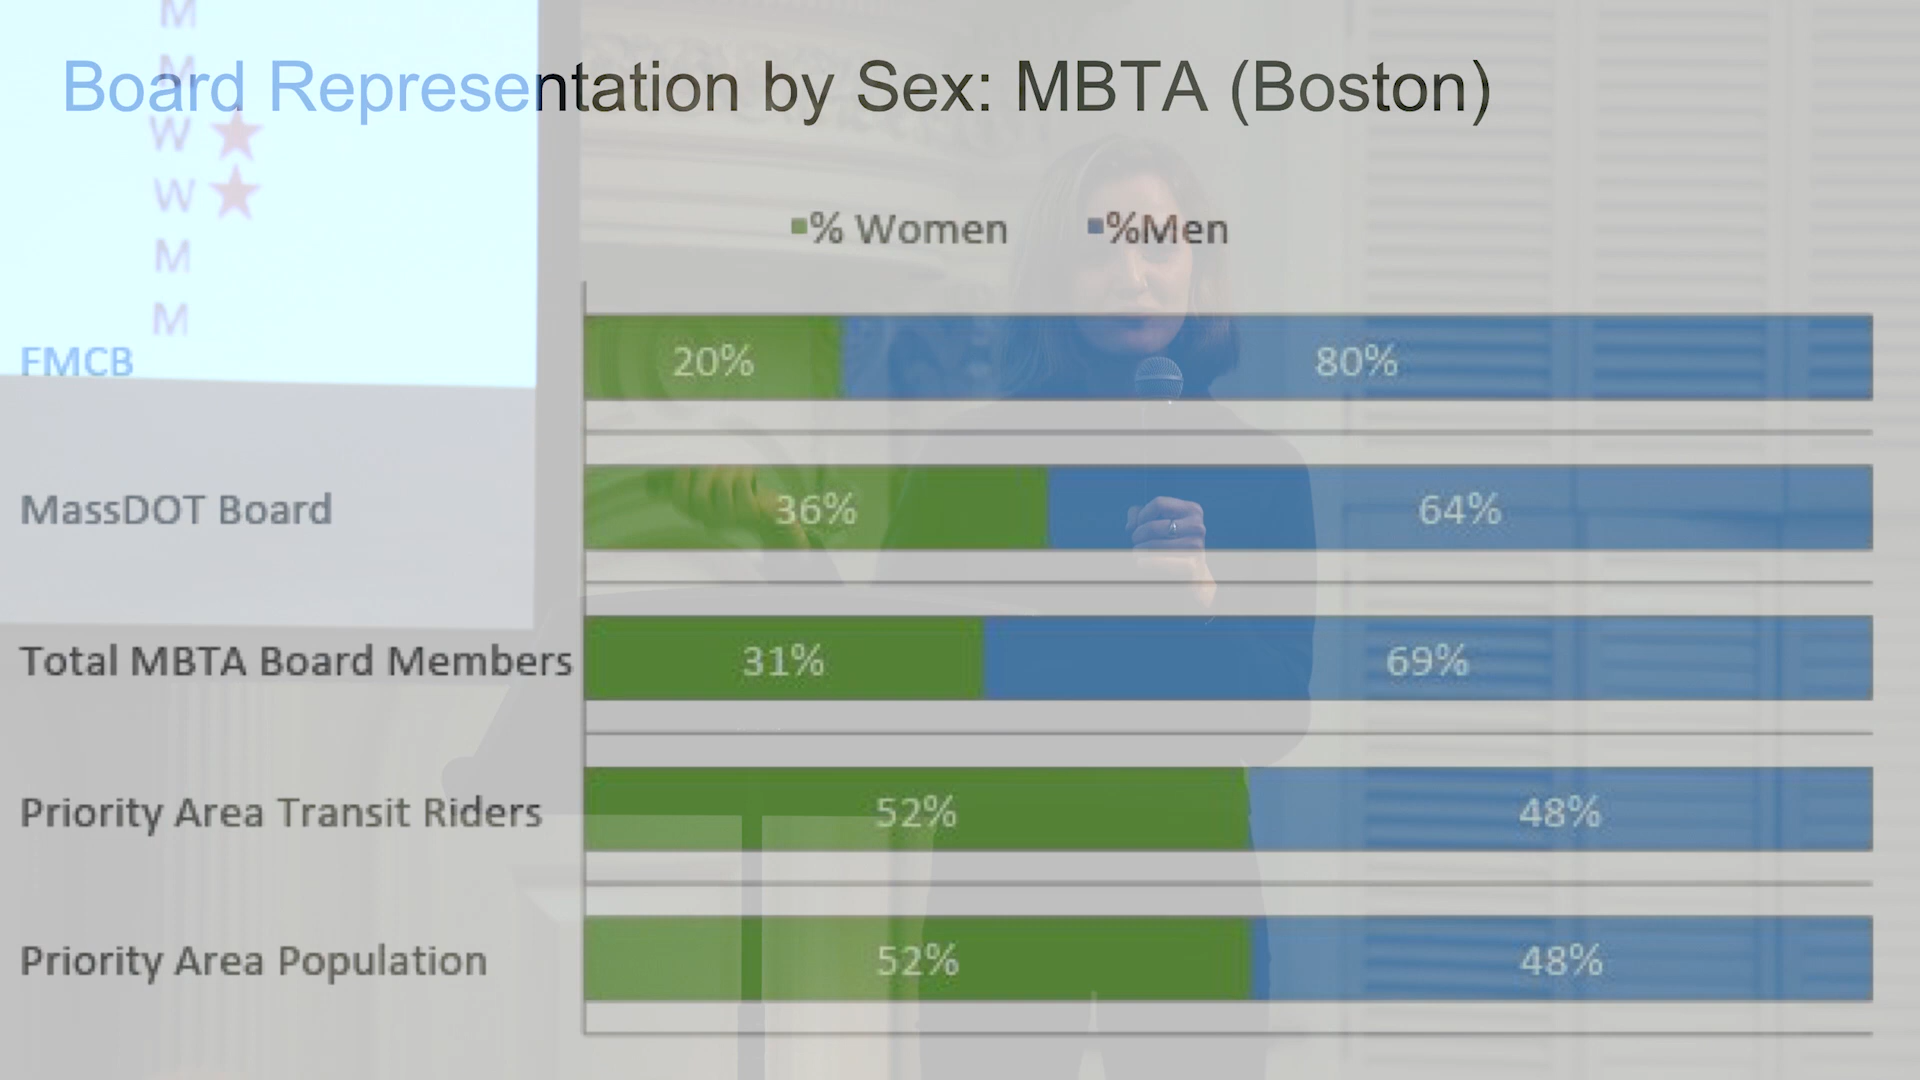 M
M
Board Representation by Sex: MBTA (Boston)
W
W
M
M
% Women %Men
FMCB 20% 80%
MassDOT Board 36% 64%
Total MBTA Board Members 31% 69%
Priority Area Transit Riders 52% 48%
Priority Area Population 52% 48%